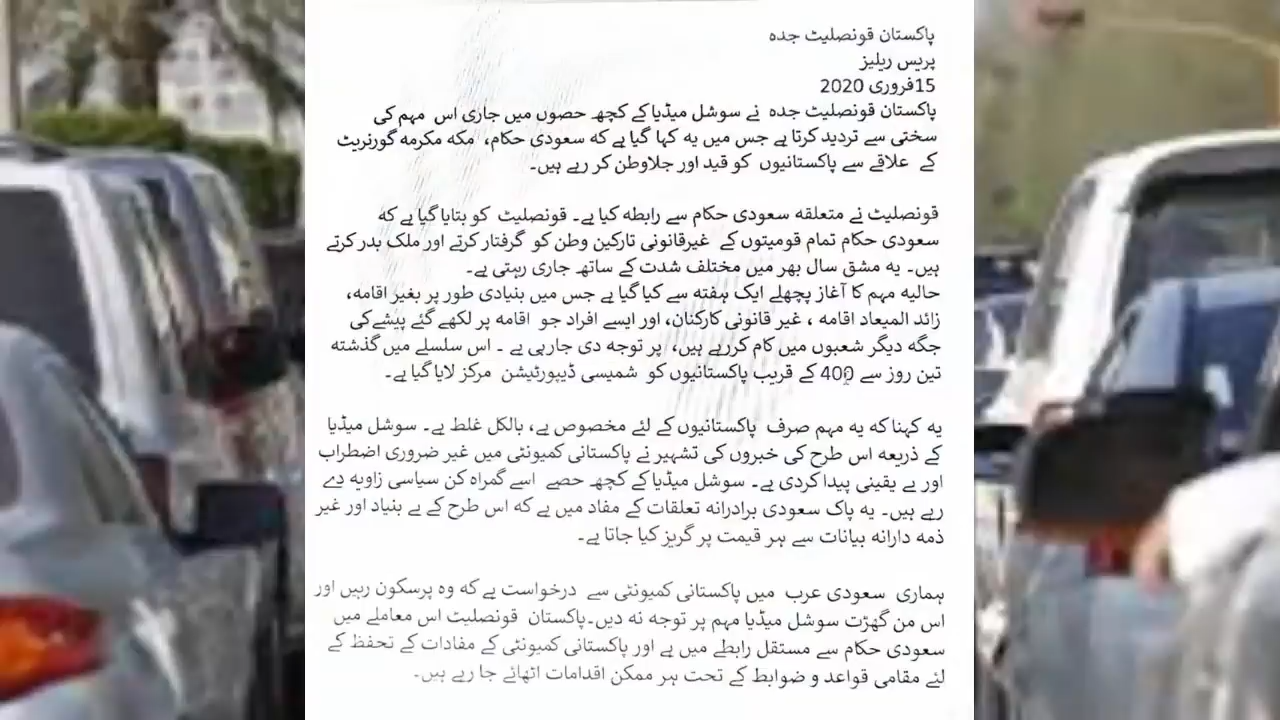 پاکستان قونصلیٹ جدہ
پریس ریلیز
15فروری 2020
پاکستان قونصلیٹ جدہ نے سوشل میڈیا کے کچھ حصوں میں جاری اس مہم کی
سختی سے تردید کرتا ہے جس میں یہ کہا گیا ہے کہ سعودی حکام، مکہ مکرمہ گورنریٹ
کے علاقے سے پاکستانیوں کو قید اور جلاوطن کر رہے ہیں۔
قونصلیٹ نے متعلقہ سعودی حکام سے رابطہ کیا ہے۔ قونصلیٹ کو بتایا گیا ہے کہ
سعودی حکام تمام قومیتوں کے غیرقانونی تارکین وطن کو گرفتار کرتے اور ملک بدر کرتے
ہیں۔ یہ مشق سال بھر میں مختلف شدت کے ساتھ جاری رہتی ہے۔
حالیہ مہم کا آغاز پچھلے ایک ہفتہ سے کیا گیا ہے جس میں بنیادی طور پر بغیر اقامہ،
زائد المیعاد اقامہ ، غیر قانونی کارکنان، اور ایسے افراد جو اقامہ پر لکھے گئے پیشے کی
جگہ دیگر شعبوں میں کام کررہے ہیں، پر توجہ دی جارہی ہے ۔ اس سلسلے میں گذشتہ
تین روز سے 400 کے قریب پاکستانیوں کو شمیسی ڈیپورٹیشن مرکز لایا گیا ہے۔
یہ کہنا کہ یہ مہم صرف پاکستانیوں کے لئے مخصوص ہے، بالکل غلط ہے۔ سوشل میڈیا
کے ذریعہ اس طرح کی خبروں کی تشہیر نے پاکستانی کمیونٹی میں غیر ضروری اضطراب
اور بے یقینی پیدا کردی ہے۔ سوشل میڈیا کے کچھ حصے اسے گمراہ کن سیاسی زاویہ دے
رہے ہیں۔ یہ پاک سعودی برادرانہ تعلقات کے مفاد میں ہے کہ اس طرح کے بے بنیاد اور غیر
ذمہ دارانہ بیانات سے ہر قیمت پر گریز کیا جاتا ہے۔
ہماری سعودی عرب میں پاکستانی کمیونٹی سے درخواست ہے کہ وہ پرسکون رہیں اور
اس من گھڑت سوشل میڈیا مہم پر توجہ نہ دیں۔پاکستان قونصلیٹ اس معاملے میں
سعودی حکام سے مستقل رابطے میں ہے اور پاکستانی کمیونٹی کے مفادات کے تحفظ کے
لئے مقامی قواعد و ضوابط کے تحت ہر ممکن اقدامات اٹھائے جا رہے ہیں۔